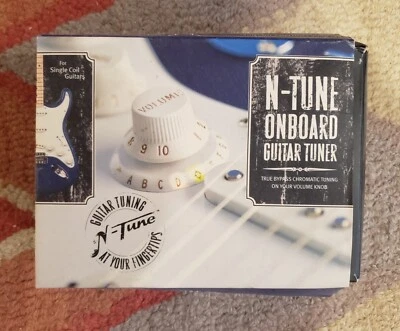 For
Single Coil
Guitars
N-TUNE
ONBOARD
GUITAR TUNER
TRUE BYPASS CHROMATIC TUNING
ON YOUR VOLUME KNOB
VOLUME
8 9 10
A B C D
GUITAR TUNING
N-Tune
AT YOUR FINGERTIPS